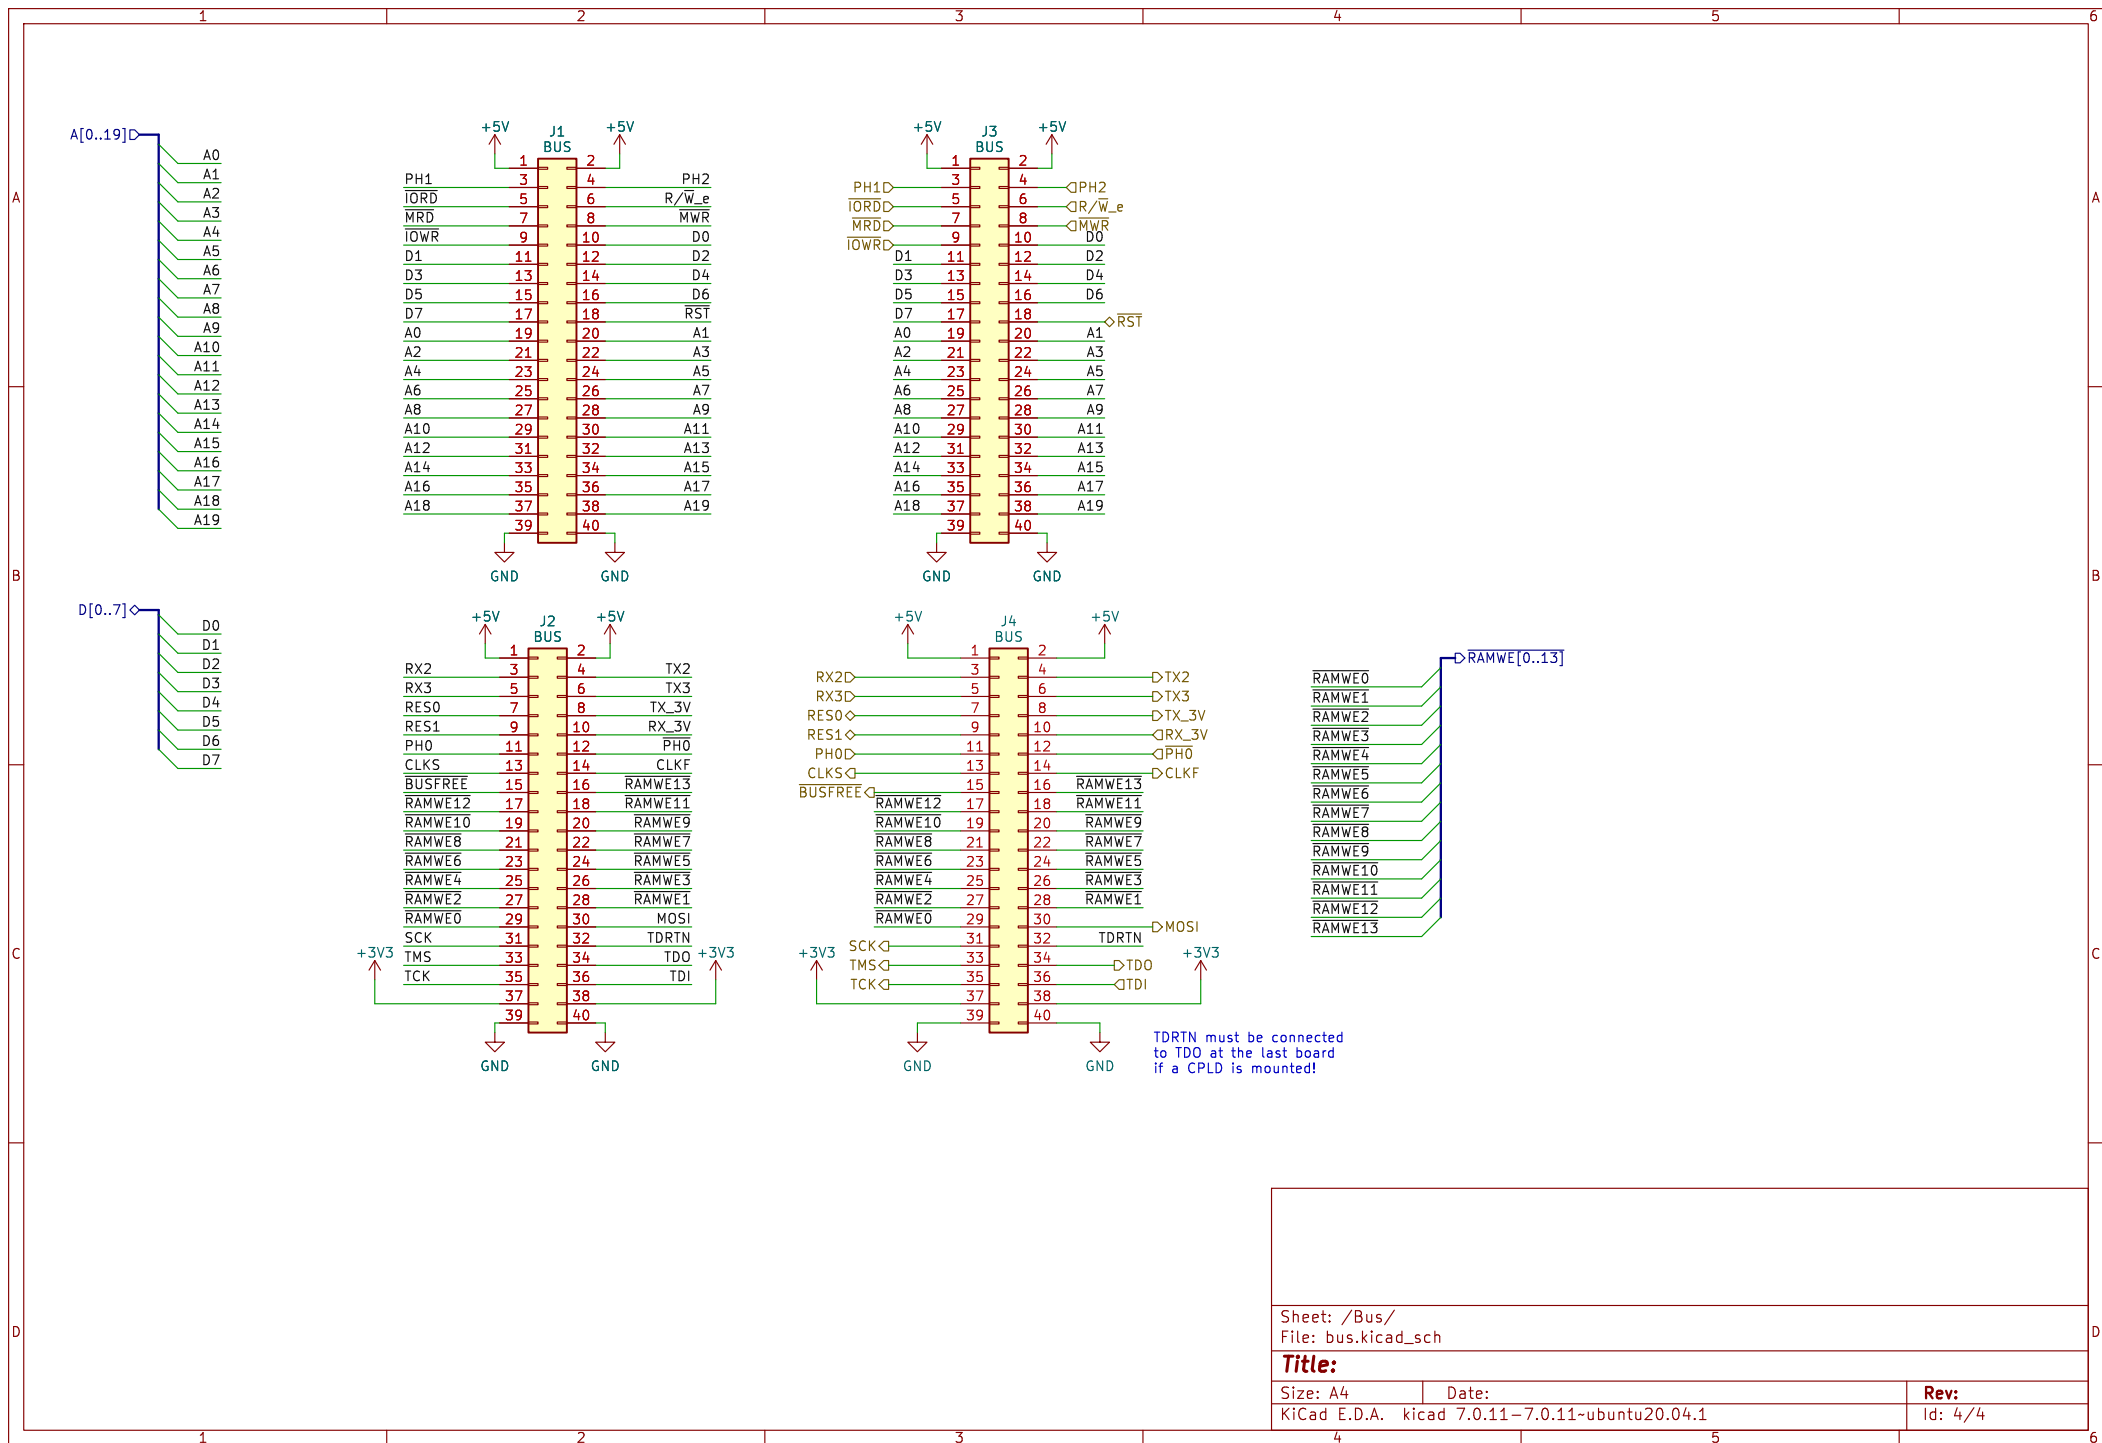 1 2 3 4 5 6
A[0..19]
A0
A1
A2
A3
A4
A5
A6
A7
A8
A9
A10
A11
A12
A13
A14
A15
A16
A17
A18
A19
D[0..7]
D0
D1
D2
D3
D4
D5
D6
D7
+5V J1 +5V
BUS
1 2
PH1 3 4 PH2
IORD 5 6 R/W_e
MRD 7 8 MWR
IOWR 9 10 D0
D1 11 12 D2
D3 13 14 D4
D5 15 16 D6
D7 17 18 RST
A0 19 20 A1
A2 21 22 A3
A4 23 24 A5
A6 25 26 A7
A8 27 28 A9
A10 29 30 A11
A12 31 32 A13
A14 33 34 A15
A16 35 36 A17
A18 37 38 A19
39 40
GND GND
+5V J3 +5V
BUS
1 2
PH1 3 4 PH2
IORD 5 6 R/W_e
MRD 7 8 MWR
IOWR 9 10 D0
D1 11 12 D2
D3 13 14 D4
D5 15 16 D6
D7 17 18 RST
A0 19 20 A1
A2 21 22 A3
A4 23 24 A5
A6 25 26 A7
A8 27 28 A9
A10 29 30 A11
A12 31 32 A13
A14 33 34 A15
A16 35 36 A17
A18 37 38 A19
39 40
GND GND
+5V J2 +5V
BUS
1 2
RX2 3 4 TX2
RX3 5 6 TX3
RES0 7 8 TX_3V
RES1 9 10 RX_3V
PH0 11 12 PH0
CLKS 13 14 CLKF
BUSFREE 15 16 RAMWE13
RAMWE12 17 18 RAMWE11
RAMWE10 19 20 RAMWE9
RAMWE8 21 22 RAMWE7
RAMWE6 23 24 RAMWE5
RAMWE4 25 26 RAMWE3
RAMWE2 27 28 RAMWE1
RAMWE0 29 30 MOSI
SCK 31 32 TDRTN
+3V3 TMS 33 34 TDO +3V3
TCK 35 36 TDI
37 38
39 40
GND GND
+5V J4 +5V
BUS
1 2
RX2 3 4 TX2
RX3 5 6 TX3
RES0 7 8 TX_3V
RES1 9 10 RX_3V
PH0 11 12 PH0
CLKS 13 14 CLKF
BUSFREE 15 16 RAMWE13
RAMWE12 17 18 RAMWE11
RAMWE10 19 20 RAMWE9
RAMWE8 21 22 RAMWE7
RAMWE6 23 24 RAMWE5
RAMWE4 25 26 RAMWE3
RAMWE2 27 28 RAMWE1
RAMWE0 29 30 MOSI
SCK 31 32 TDRTN
+3V3 TMS 33 34 TDO +3V3
TCK 35 36 TDI
37 38
39 40
GND GND
TDRTN must be connected
to TDO at the last board
if a CPLD is mounted!
RAMWE[0..13]
RAMWE0
RAMWE1
RAMWE2
RAMWE3
RAMWE4
RAMWE5
RAMWE6
RAMWE7
RAMWE8
RAMWE9
RAMWE10
RAMWE11
RAMWE12
RAMWE13
A A
B B
C C
D D
Sheet: /Bus/
File: bus.kicad_sch
Title:
Size: A4 Date: Rev:
KiCad E.D.A. kicad 7.0.11-7.0.11~ubuntu20.04.1 Id: 4/4
1 2 3 4 5 6